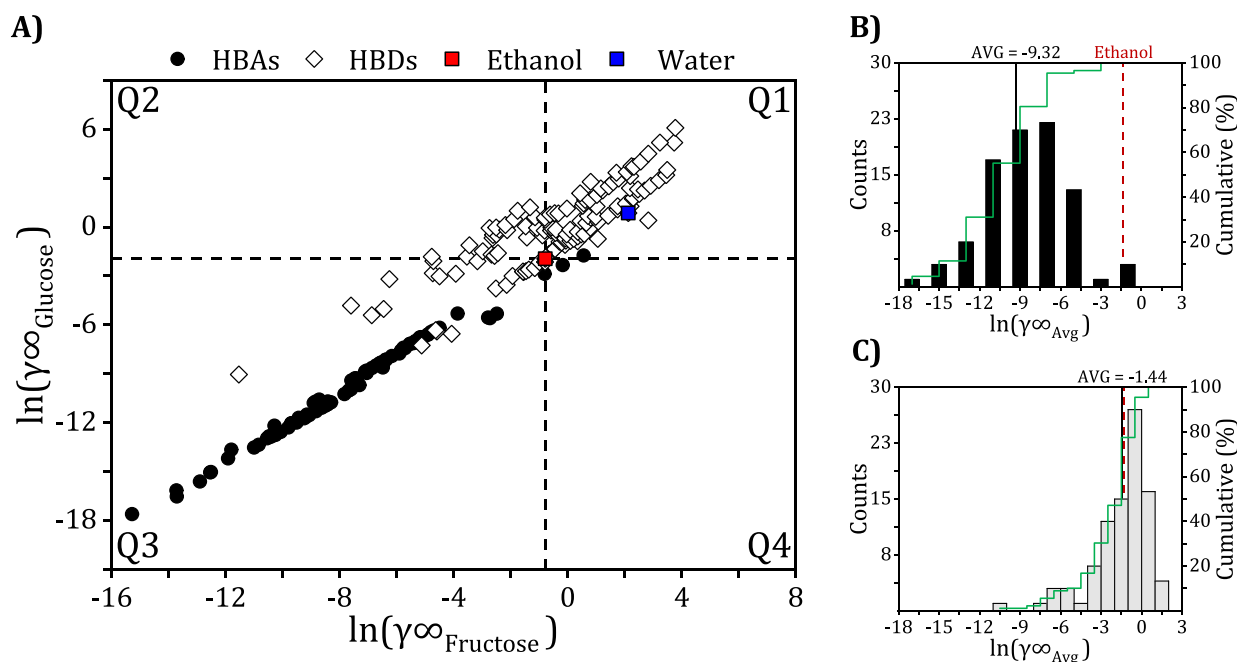 A)
HBAs HBDs Ethanol Water
Q2 Q1
6
0
-6
-12
-18
ln(γ∞Glucose)
Q3 Q4
-16 -12 -8 -4 0 4 8
ln(γ∞Fructose)
B)
AVG = -9.32 Ethanol
30 100
23 80
15 60
8 40
20
Counts
Cumulative (%)
-18 -15 -12 -9 -6 -3 0 3
ln(γ∞Avg)
C)
AVG = -1.44
30 100
23 80
15 60
8 40
20
Counts
Cumulative (%)
-18 -15 -12 -9 -6 -3 0 3
ln(γ∞Avg)